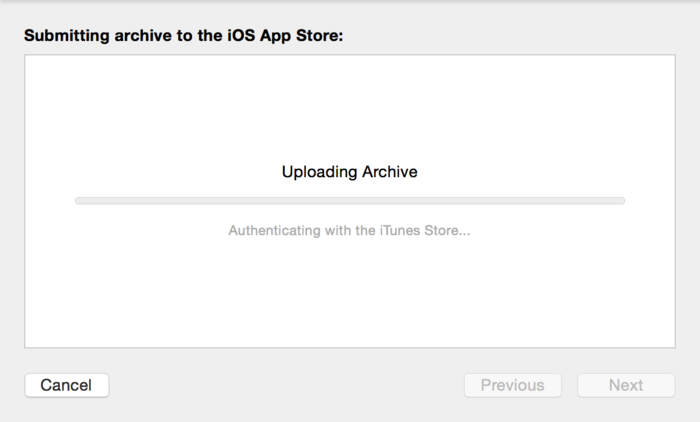 Submitting archive to the iOS App Store:
Uploading Archive
Authenticating with the iTunes Store...
Cancel
Previous
Next